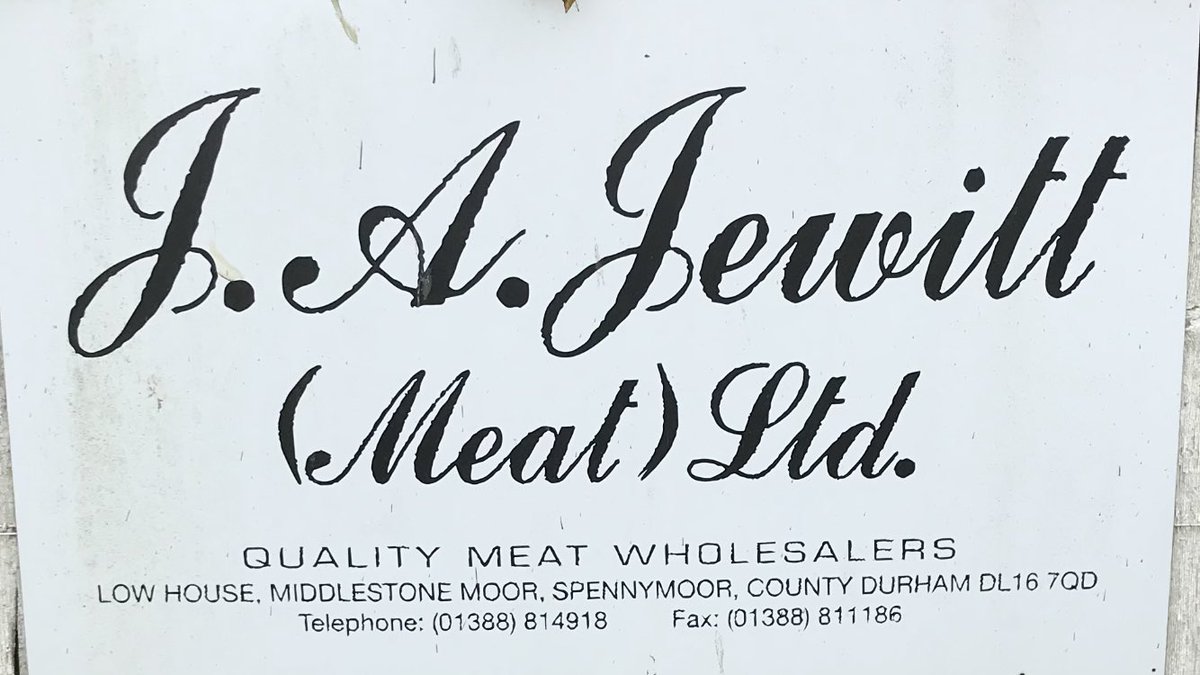 J. A. Jewitt
(Meat) Ltd.
QUALITY MEAT WHOLESALERS
LOW HOUSE, MIDDLESTONE MOOR, SPENNYMOOR, COUNTY DURHAM DL16 7QD
Telephone: (01388) 814918 Fax: (01388) 811186